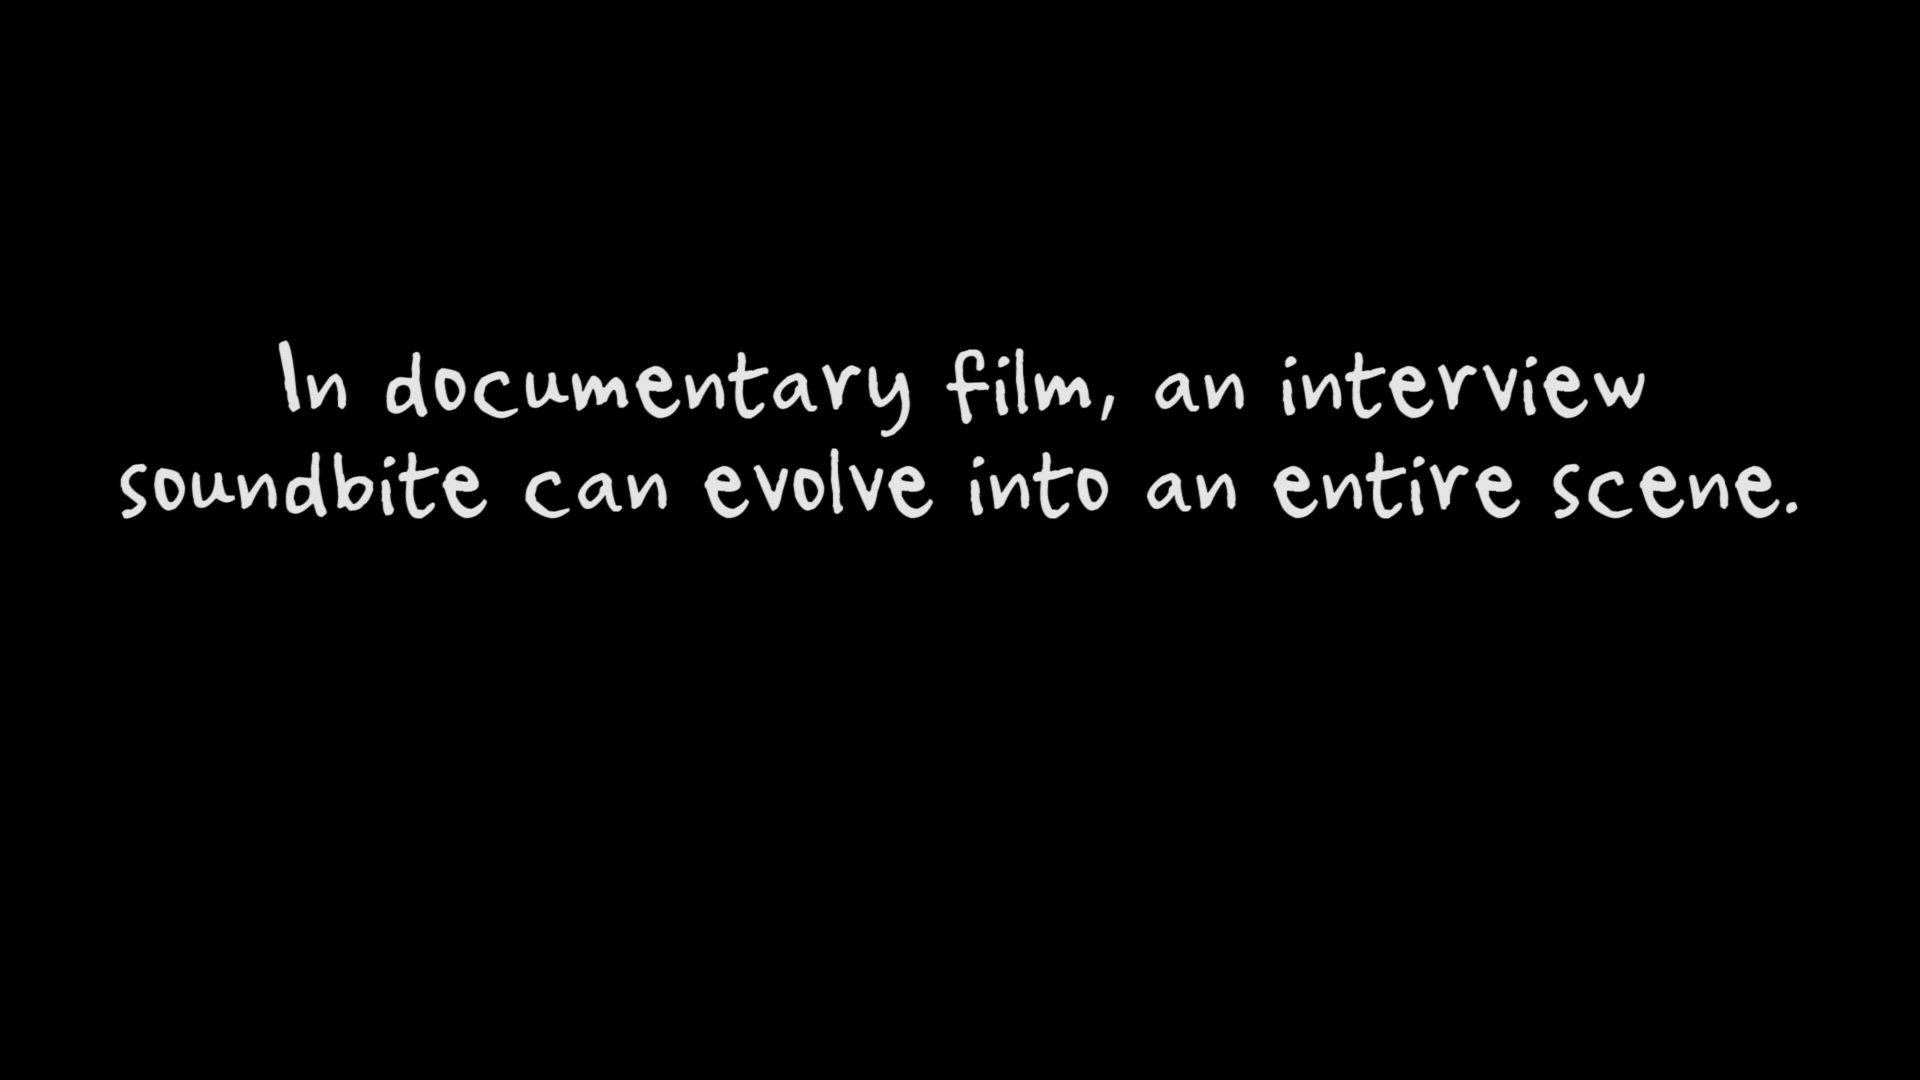 In documentary film, an interview
soundbite can evolve into an entire scene.